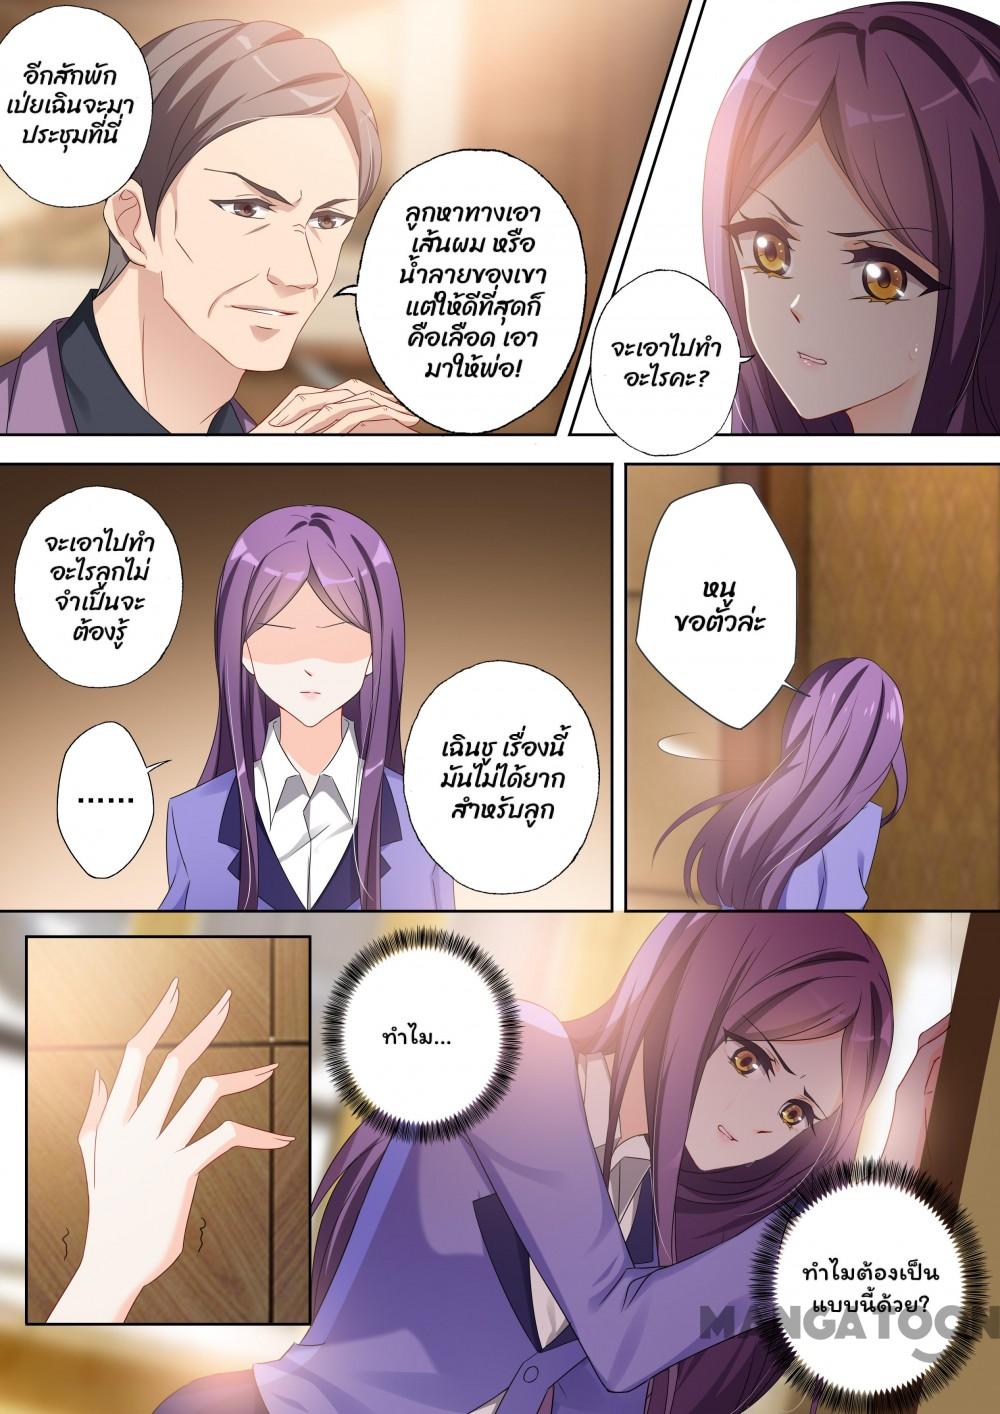 อีกสักพัก
เป่ยเฉินจะมา
ประชุมที่นี่
ลูกหาทางเอา
เส้นผม หรือ
น้ำลายของเขา
แต่ให้ดีที่สุดก็
คือเลือด เอา
มาให้พ่อ!
จะเอาไปทำ
อะไรคะ?
จะเอาไปทำ
อะไรลูกไม่
จำเป็นจะ
ต้องรู้
......
เฉินชู เรื่องนี้
มันไม่ได้ยาก
สำหรับลูก
หนู
ขอตัวล่ะ
ทำไม...
ทำไมต้องเป็น
แบบนี้ด้วย?
MANGATOON